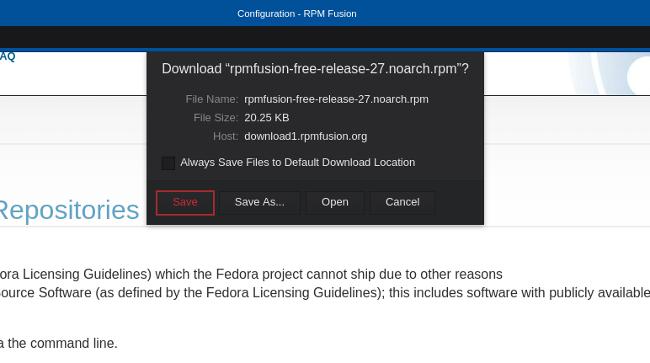 Configuration - RPM Fusion
AQ
Download “rpmfusion-free-release-27.noarch.rpm”?
File Name: rpmfusion-free-release-27.noarch.rpm
File Size: 20.25 KB
Host: download1.rpmfusion.org
Always Save Files to Default Download Location
Save Save As... Open Cancel
Repositories
ora Licensing Guidelines) which the Fedora project cannot ship due to other reasons
Source Software (as defined by the Fedora Licensing Guidelines); this includes software with publicly available
a the command line.